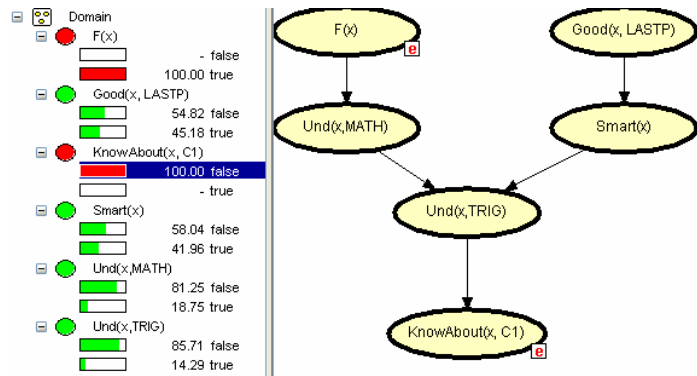 Domain
F(x)
- false
100.00 true
Good(x, LASTP)
54.82 false
45.18 true
KnowAbout(x, C1)
100.00 false
- true
Smart(x)
58.04 false
41.96 true
Und(x,MATH)
81.25 false
18.75 true
Und(x,TRIG)
85.71 false
14.29 true
F(x)
e
Good(x, LASTP)
Und(x,MATH)
Smart(x)
Und(x,TRIG)
KnowAbout(x, C1)
e